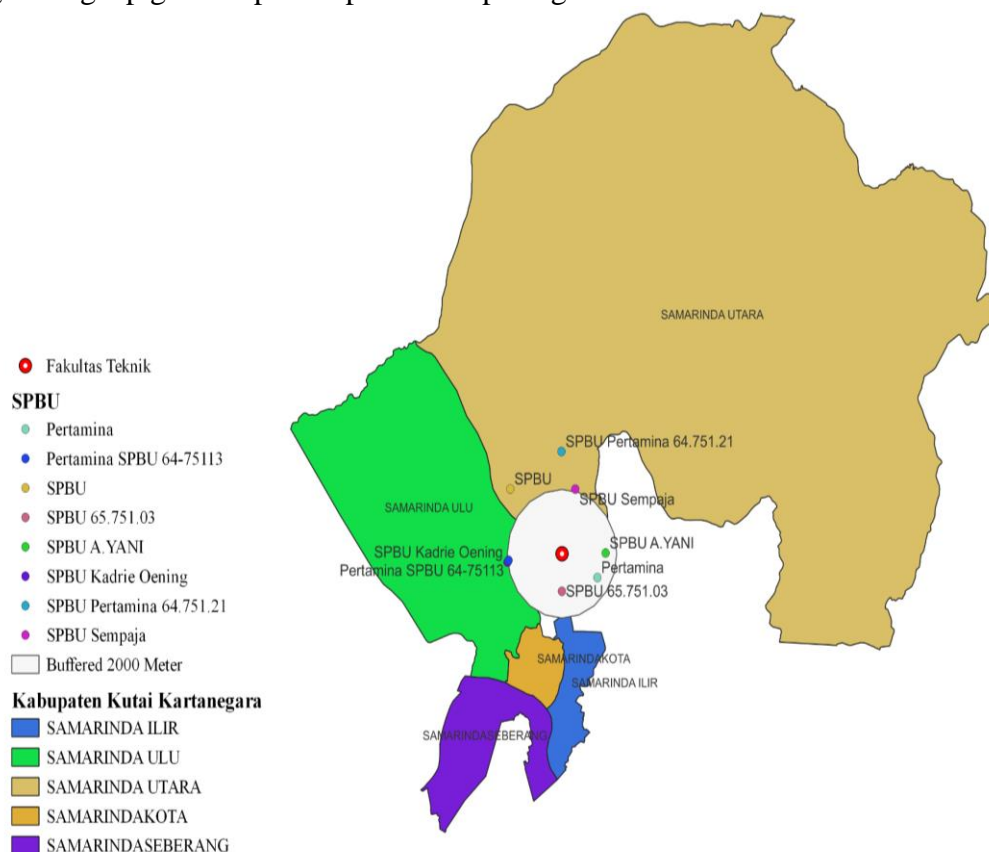 SAMARINDA UTARA
SPBU Pertamina 64.751.21
SPBU
SPBU Sempaja
SAMARINDA ULU
SPBU A.YANI
SPBU Kadrie Oening
Pertamina SPBU 64-75113
Pertamina
SPBU 65.751.03
SAMARINDAKOTA
SAMARINDA ILIR
SAMARINDASEBERANG
Fakultas Teknik
SPBU
Pertamina
Pertamina SPBU 64-75113
SPBU
SPBU 65.751.03
SPBU A.YANI
SPBU Kadrie Oening
SPBU Pertamina 64.751.21
SPBU Sempaja
Buffered 2000 Meter
Kabupaten Kutai Kartanegara
SAMARINDA ILIR
SAMARINDA ULU
SAMARINDA UTARA
SAMARINDAKOTA
SAMARINDASEBERANG